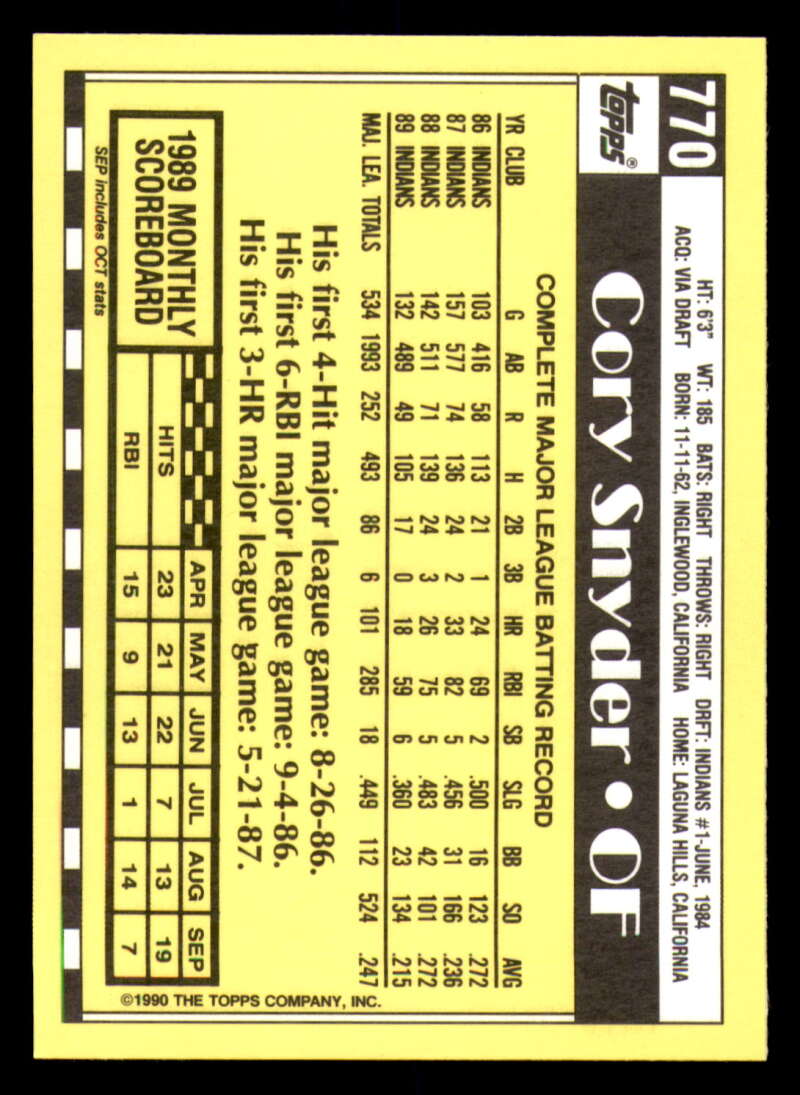 770
HT: 6'3" WT: 185 BATS: RIGHT THROWS: RIGHT DRFT: INDIANS #1-JUNE, 1984
ACQ: VIA DRAFT BORN: 11-11-62, INGLEWOOD, CALIFORNIA HOME: LAGUNA HILLS, CALIFORNIA
topps® Cory Snyder • OF
COMPLETE MAJOR LEAGUE BATTING RECORD
YR CLUB G AB R H 2B 3B HR RBI SB SLG BB SO AVG
86 INDIANS 103 416 58 113 21 1 24 69 2 .500 16 123 .272
87 INDIANS 157 577 74 136 24 2 33 82 5 .456 31 166 .236
88 INDIANS 142 511 71 139 24 3 26 75 5 .483 42 101 .272
89 INDIANS 132 489 49 105 17 0 18 59 6 .360 23 134 .215
MAJ. LEA. TOTALS 534 1993 252 493 86 6 101 285 18 .449 112 524 .247
His first 4-Hit major league game: 8-26-86.
His first 6-RBI major league game: 9-4-86.
His first 3-HR major league game: 5-21-87.
1989 MONTHLY
SCOREBOARD
APR MAY JUN JUL AUG SEP
HITS 23 21 22 7 13 19
RBI 15 9 13 1 14 7
SEP includes OCT stats
©1990 THE TOPPS COMPANY, INC.